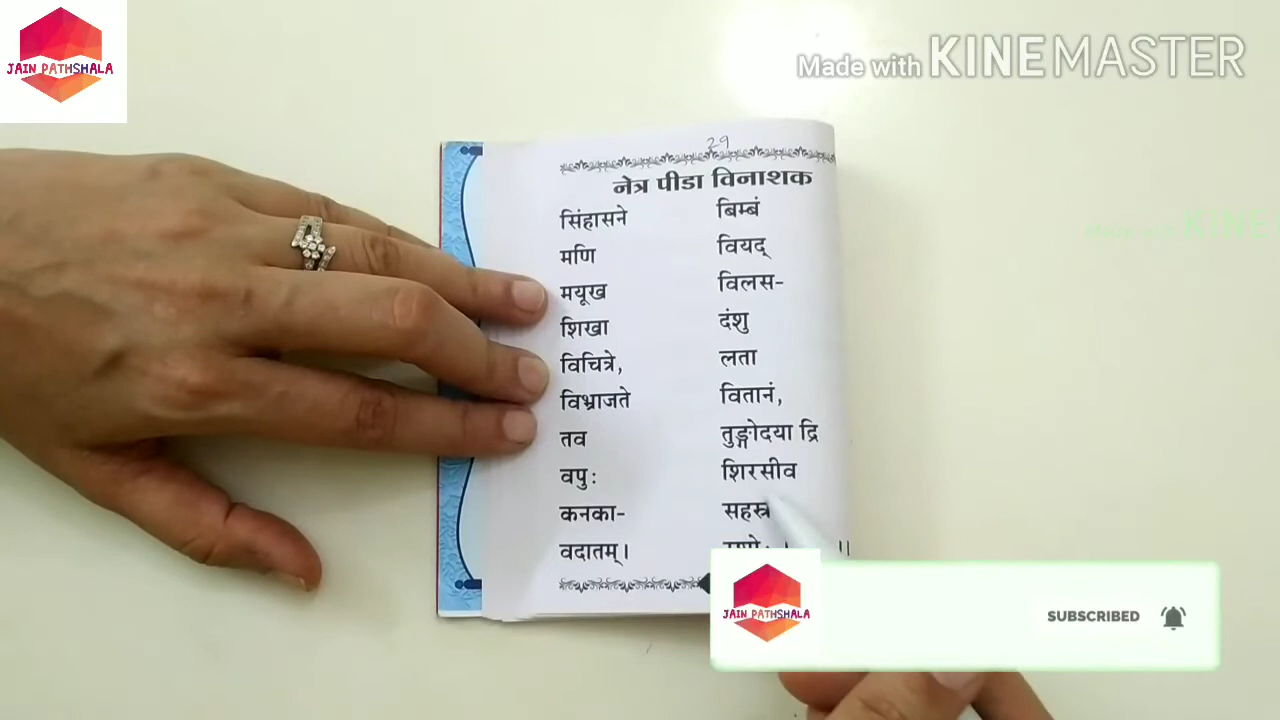 JAIN PATHSHALA
Made with KINEMASTER
29
नेत्र पीडा विनाशक
सिंहासने
मणि
मयूख
शिखा
विचित्रे,
विभ्राजते
तव
वपुः
कनका-
वदातम्।
बिम्बं
वियद्
विलस-
दंशु
लता
वितानं,
तुङ्गोदया द्रि
शिरसीव
सहस्र
JAIN PATHSHALA
SUBSCRIBED